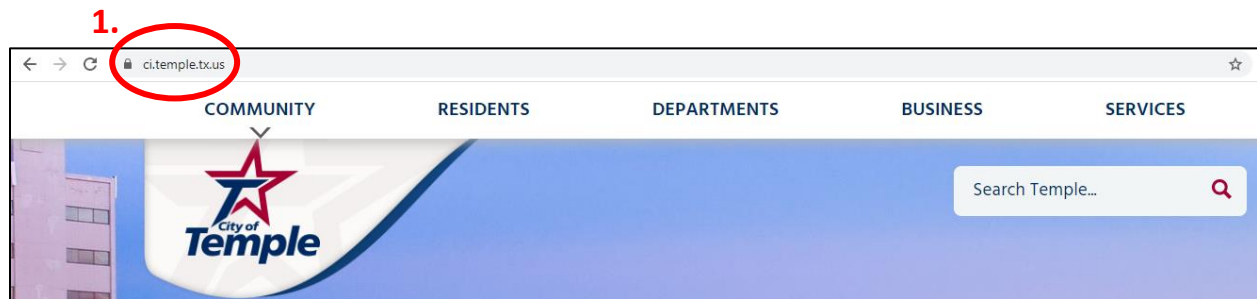 1.
ci.temple.tx.us
COMMUNITY RESIDENTS DEPARTMENTS BUSINESS SERVICES
Search Temple...
City of
Temple